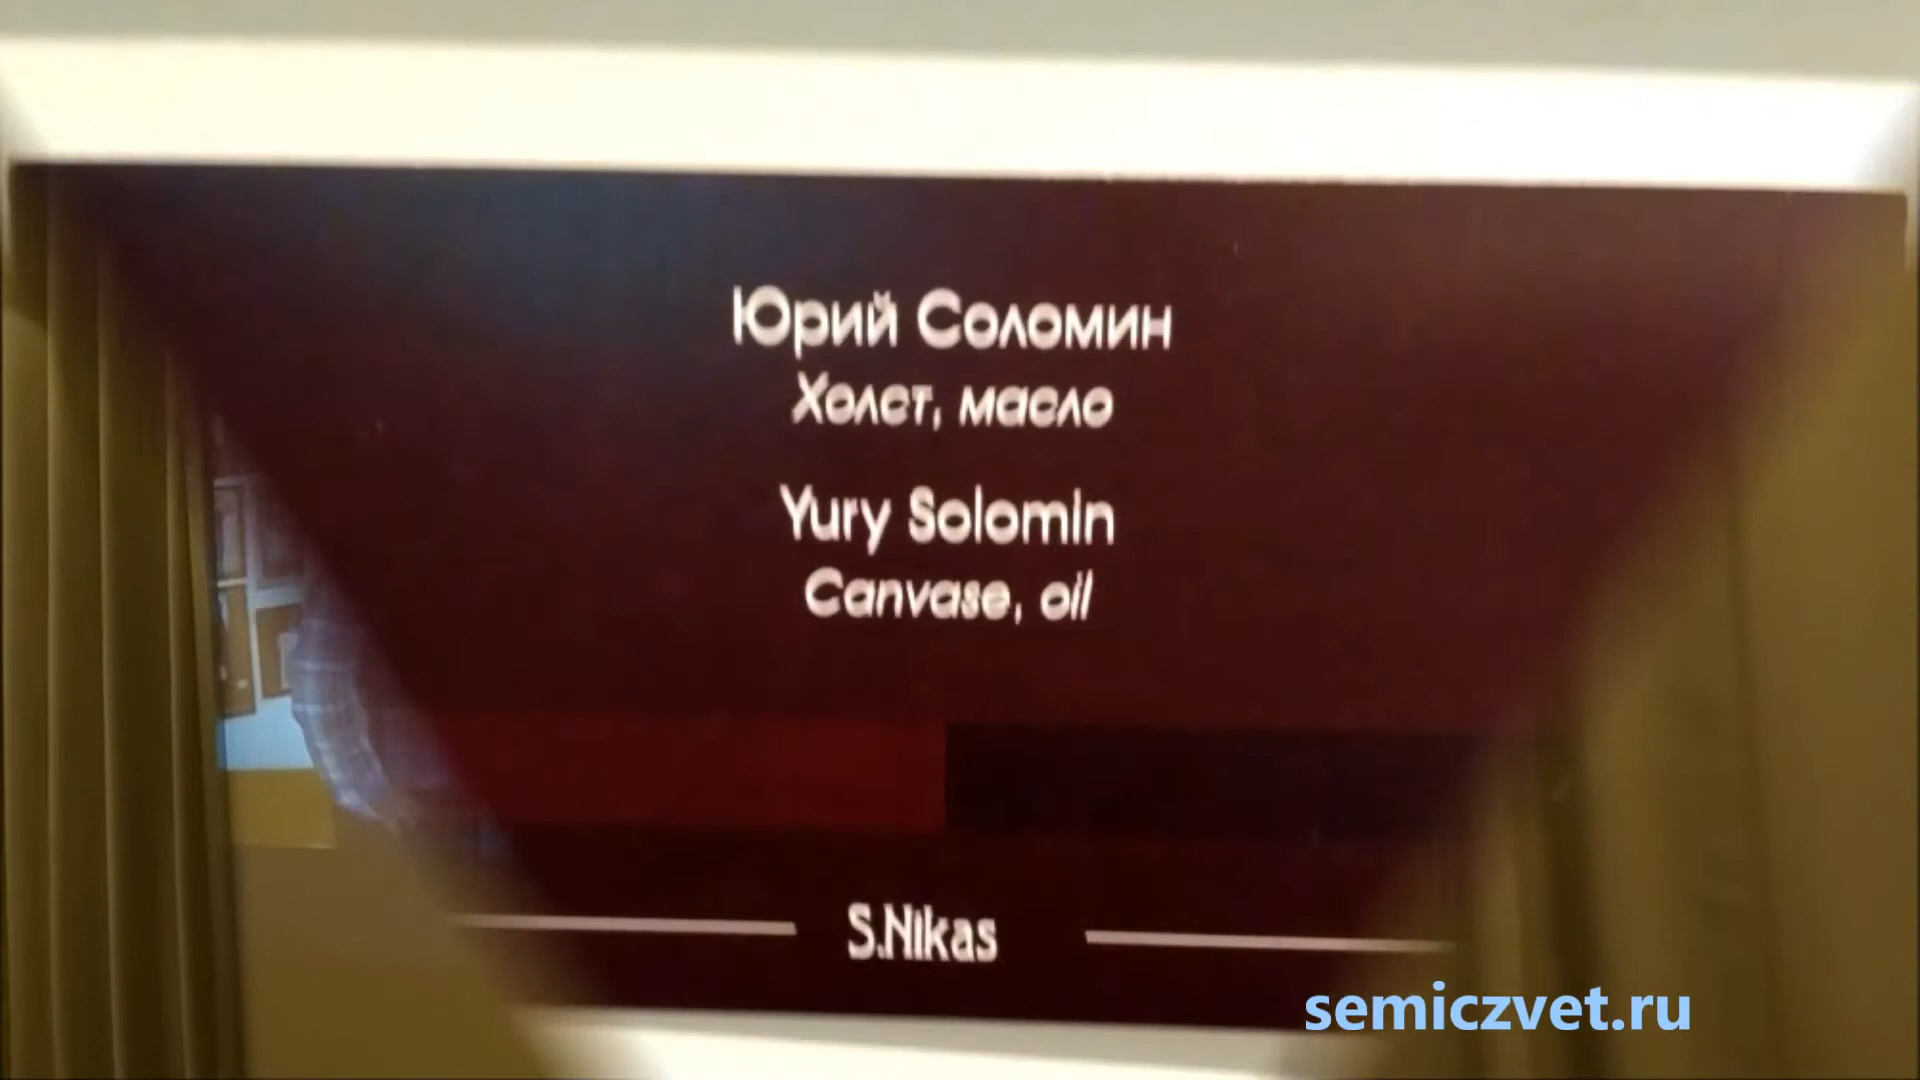 Юрий Соломин
Холст, масло
Yury Solomin
Canvase, oil
S.Nikas
semiczvet.ru